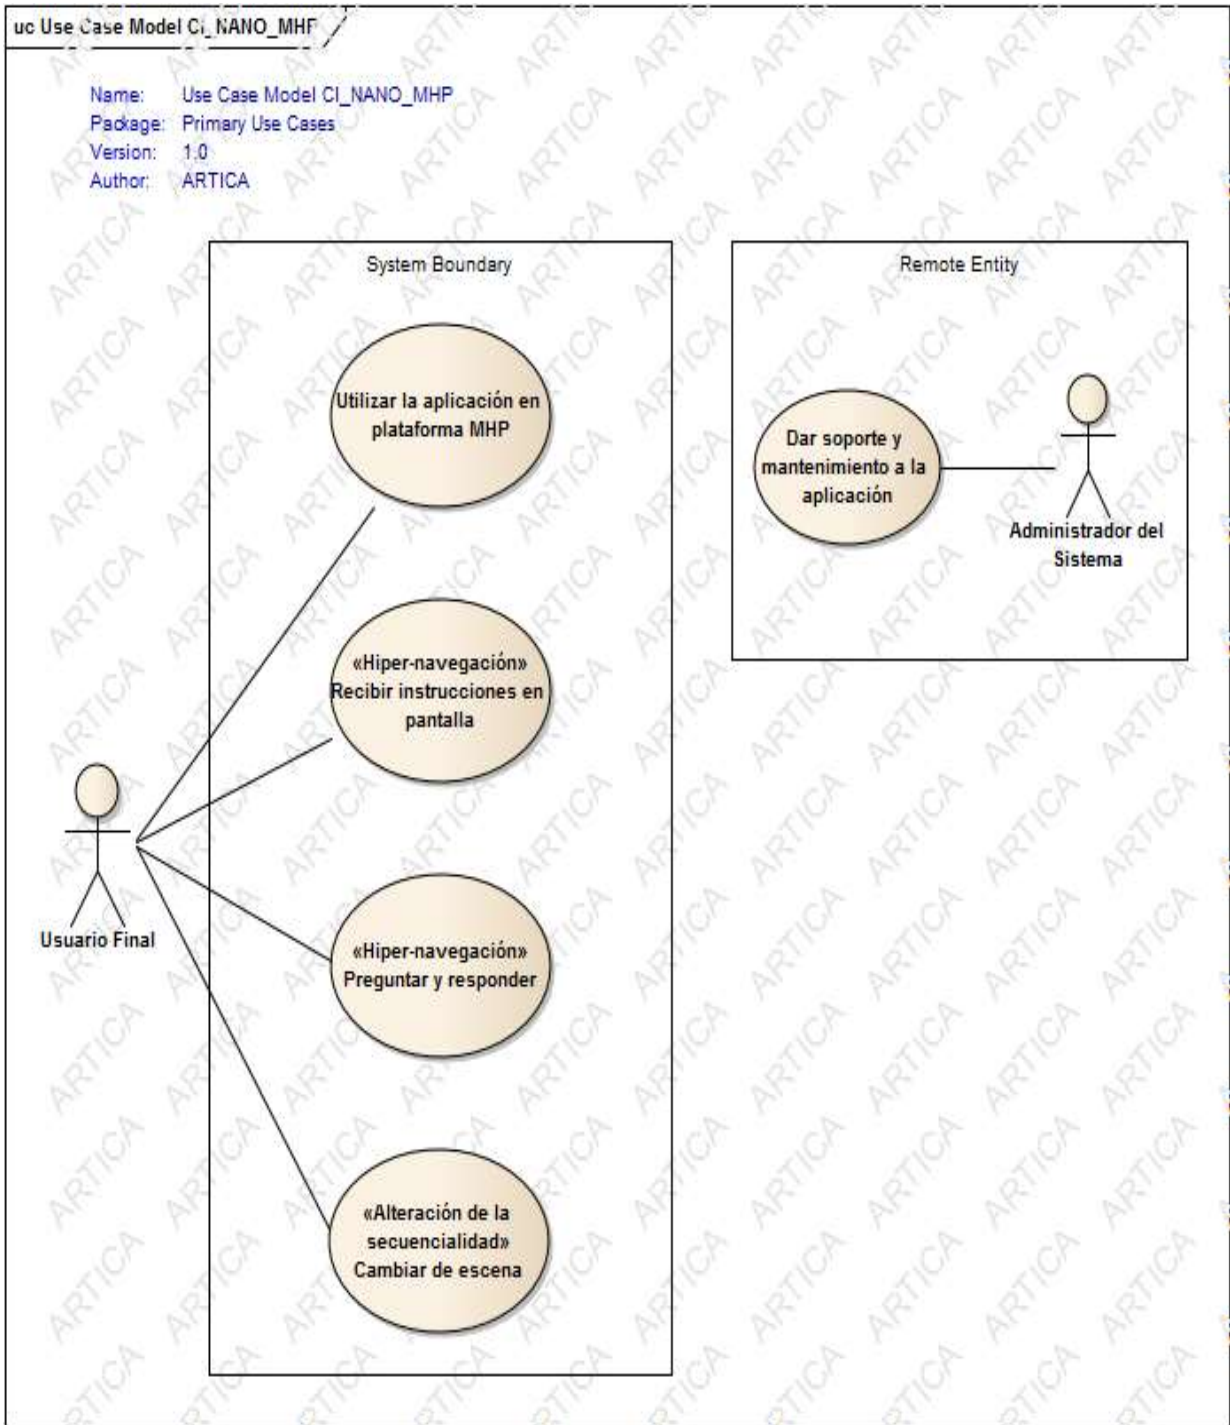 uc Use Case Model CI_NANO_MHP
Name: Use Case Model CI_NANO_MHP
Package: Primary Use Cases
Version: 1.0
Author: ARTICA
System Boundary
Utilizar la aplicación en
plataforma MHP
«Hiper-navegación»
Recibir instrucciones en
pantalla
Usuario Final
«Hiper-navegación»
Preguntar y responder
«Alteración de la
secuencialidad»
Cambiar de escena
Remote Entity
Dar soporte y
mantenimiento a la
aplicación
Administrador del
Sistema
ARTICA